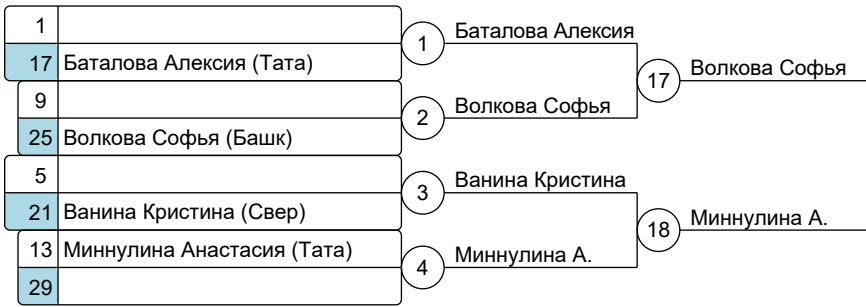 1
17 Баталова Алексия (Тата)
9
25 Волкова Софья (Башк)
5
21 Ванина Кристина (Свер)
13 Миннулина Анастасия (Тата)
29
1 Баталова Алексия
2 Волкова Софья
3 Ванина Кристина
4 Миннулина А.
17 Волкова Софья
18 Миннулина А.